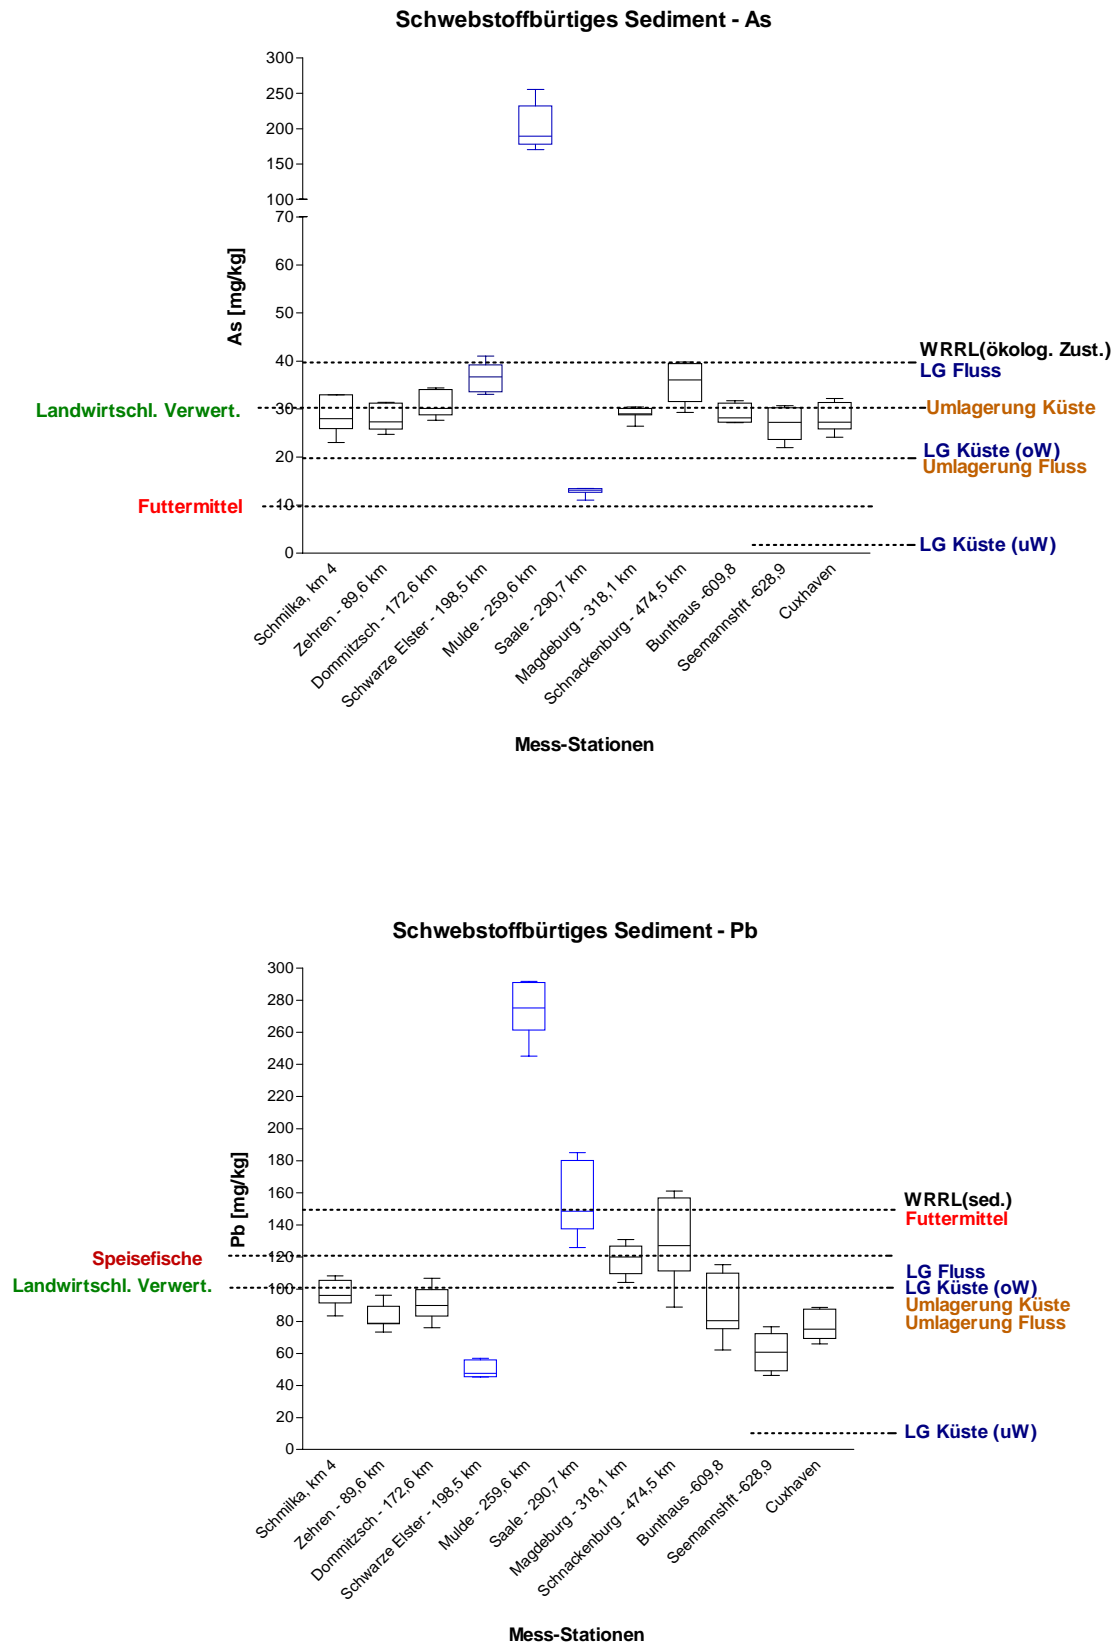 Schwebstoffbürtiges Sediment - As
300
250
200
150
100
70
60
50
40
30
20
10
0
As [mg/kg]
WRRL(ökolog. Zust.)
LG Fluss
Landwirtschl. Verwert.
Umlagerung Küste
LG Küste (oW)
Umlagerung Fluss
Futtermittel
LG Küste (uW)
Schmilka, km 4
Zehren - 89,6 km
Dommitzsch - 172,6 km
Schwarze Elster - 198,5 km
Mulde - 259,6 km
Saale - 290,7 km
Magdeburg - 318,1 km
Schnackenburg - 474,5 km
Bunthaus -609,8
Seemannshft -628,9
Cuxhaven
Mess-Stationen
Schwebstoffbürtiges Sediment - Pb
300
280
260
240
220
200
180
160
140
120
100
80
60
40
20
0
Pb [mg/kg]
WRRL(sed.)
Futtermittel
Speisefische
LG Fluss
Landwirtschl. Verwert.
LG Küste (oW)
Umlagerung Küste
Umlagerung Fluss
LG Küste (uW)
Schmilka, km 4
Zehren - 89,6 km
Dommitzsch - 172,6 km
Schwarze Elster - 198,5 km
Mulde - 259,6 km
Saale - 290,7 km
Magdeburg - 318,1 km
Schnackenburg - 474,5 km
Bunthaus -609,8
Seemannshft -628,9
Cuxhaven
Mess-Stationen